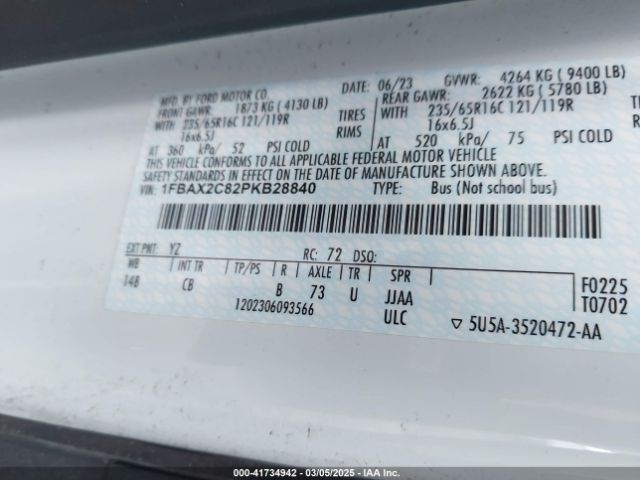 MFD. BY FORD MOTOR CO. DATE: 06/23 GVWR: 4264 KG ( 9400 LB)
FRONT GAWR: 1873 KG ( 4130 LB) REAR GAWR: 2622 KG ( 5780 LB)
WITH 235/65R16C 121/119R TIRES WITH 235/65R16C 121/119R
16x6.5J RIMS 16x6.5J
AT 360 kPa/ 52 PSI COLD AT 520 kPa/ 75 PSI COLD
THIS VEHICLE CONFORMS TO ALL APPLICABLE FEDERAL MOTOR VEHICLE
SAFETY STANDARDS IN EFFECT ON THE DATE OF MANUFACTURE SHOWN ABOVE.
VIN: 1FBAX2C82PKB28840 TYPE: Bus (Not school bus)
EXT PNT: YZ RC: 72 DSO:
WB INT TR TP/PS R AXLE TR SPR F0225
148 CB B 73 U JJAA T0702
1202306093566 ULC ▽ 5U5A-3520472-AA
000-41734942 - 03/05/2025 - IAA Inc.